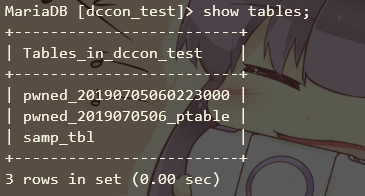 MariaDB [dccon_test]> show tables;
+------------------------+
| Tables_in_dccon_test   |
+------------------------+
| pwned_20190705060223000 |
| pwned_2019070506_ptable |
| samp_tbl               |
+------------------------+
3 rows in set (0.00 sec)